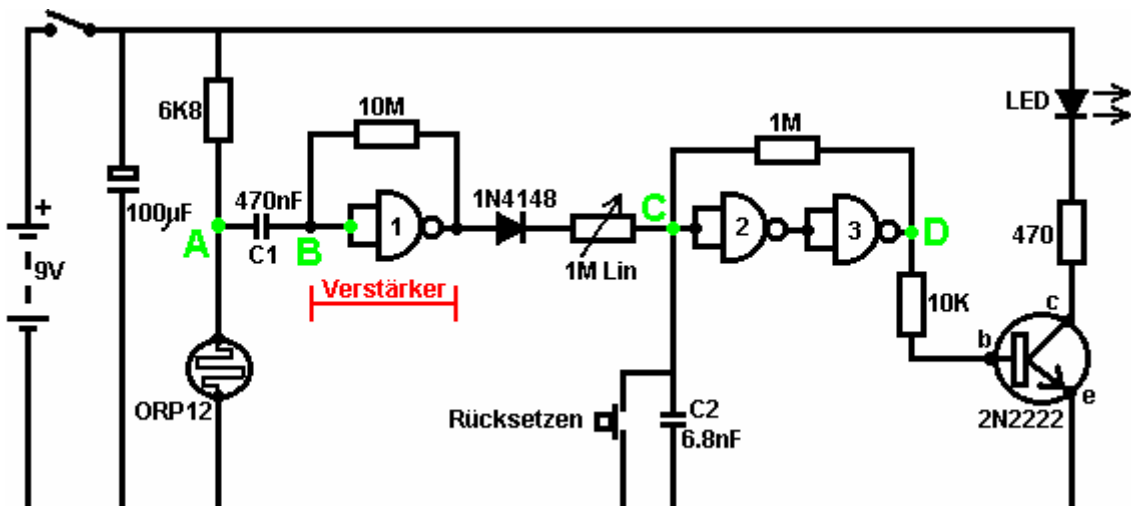 6K8
10M
1M
LED
+
100µF
470nF
1N4148
C
1
2
3
D
470
A
C1
B
9V
1M Lin
Verstärker
10K
c
b
ORP12
Rücksetzen
C2
6.8nF
e
2N2222